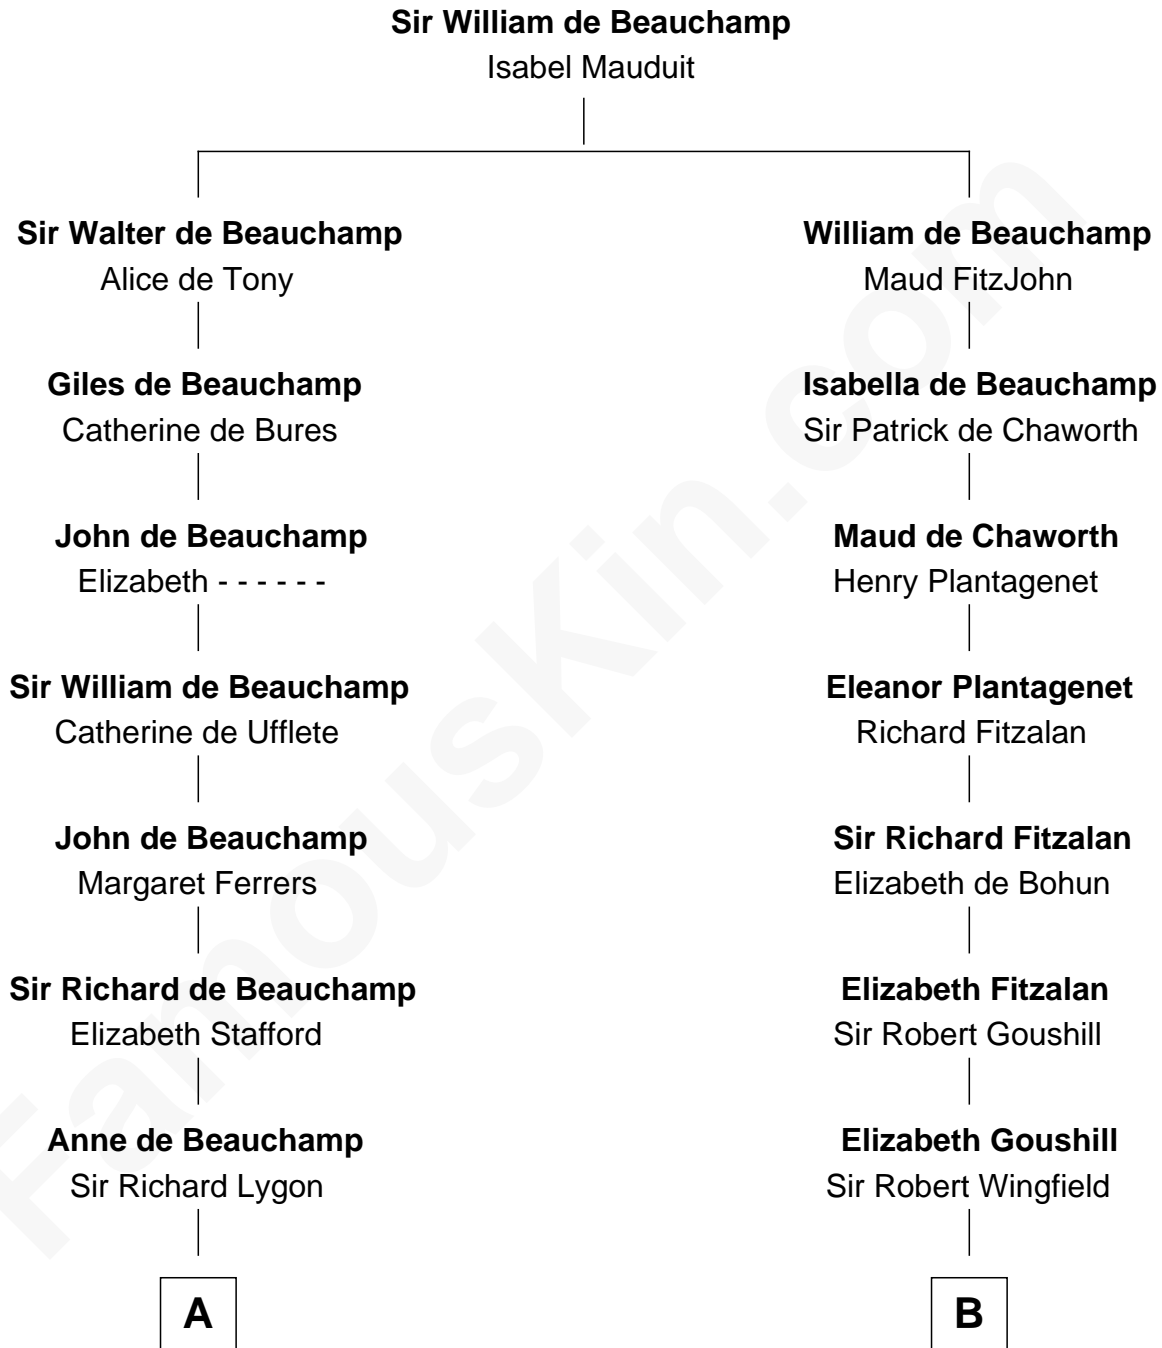 Sir William de Beauchamp
Isabel Mauduit
Sir Walter de Beauchamp
Alice de Tony
William de Beauchamp
Maud FitzJohn
Giles de Beauchamp
Catherine de Bures
Isabella de Beauchamp
Sir Patrick de Chaworth
John de Beauchamp
Elizabeth - - - - - -
Maud de Chaworth
Henry Plantagenet
Sir William de Beauchamp
Catherine de Ufflete
Eleanor Plantagenet
Richard Fitzalan
John de Beauchamp
Margaret Ferrers
Sir Richard Fitzalan
Elizabeth de Bohun
Sir Richard de Beauchamp
Elizabeth Stafford
Elizabeth Fitzalan
Sir Robert Goushill
Anne de Beauchamp
Sir Richard Lygon
Elizabeth Goushill
Sir Robert Wingfield
A
B
FamousKin.com